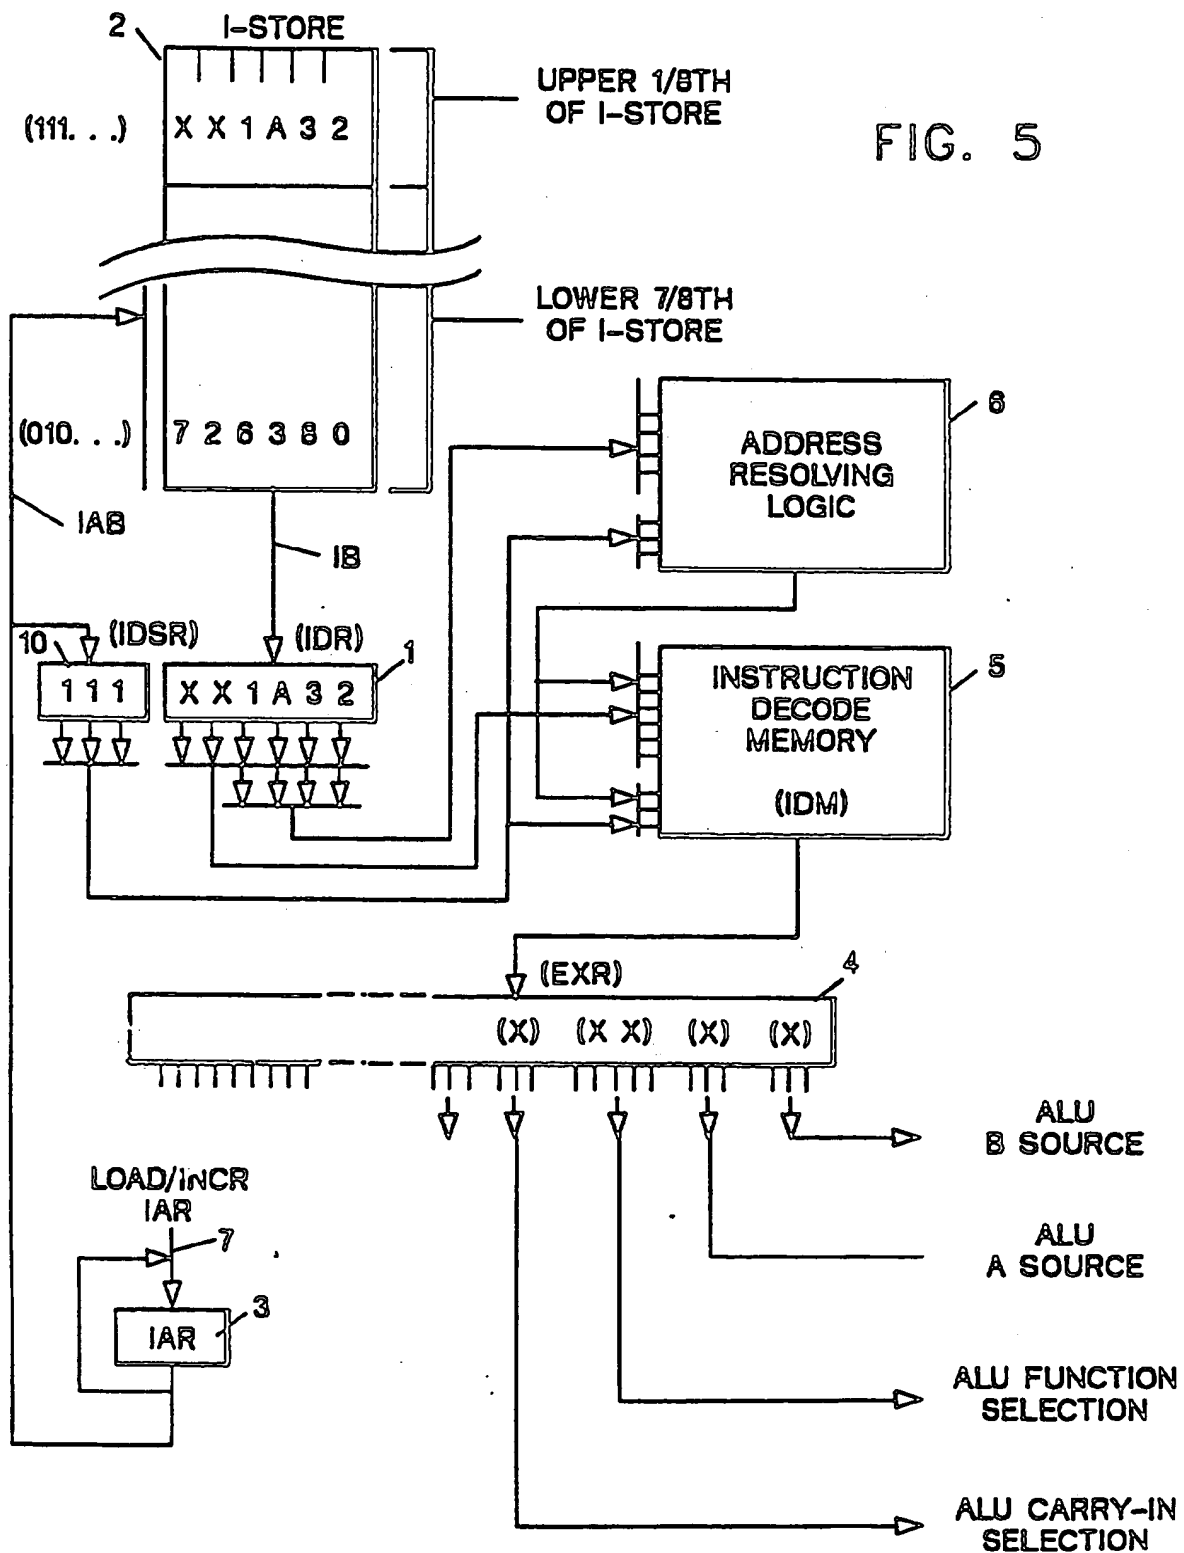 2
I-STORE
(111. . .)
X X 1 A 3 2
UPPER 1/8TH
OF I-STORE
FIG. 5
LOWER 7/8TH
OF I-STORE
(010. . .)
7 2 6 3 8 0
6
ADDRESS
RESOLVING
LOGIC
IAB
IB
10
(IDSR)
(IDR)
1
1 1 1
X X 1 A 3 2
5
INSTRUCTION
DECODE
MEMORY
(IDM)
(EXR)
4
(X) (X X) (X) (X)
ALU
B SOURCE
LOAD/INCR
IAR
7
ALU
A SOURCE
3
IAR
ALU FUNCTION
SELECTION
ALU CARRY-IN
SELECTION